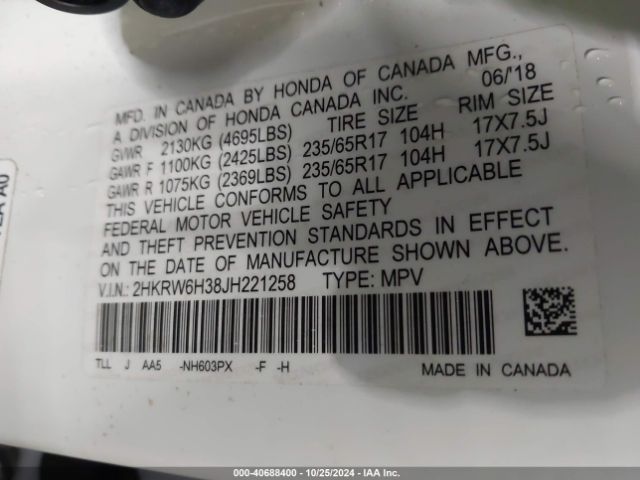 MFD. IN CANADA BY HONDA OF CANADA MFG.,
A DIVISION OF HONDA CANADA INC. 06/'18
GVWR 2130KG (4695LBS) TIRE SIZE RIM SIZE
GAWR F 1100KG (2425LBS) 235/65R17 104H 17X7.5J
GAWR R 1075KG (2369LBS) 235/65R17 104H 17X7.5J
THIS VEHICLE CONFORMS TO ALL APPLICABLE
FEDERAL MOTOR VEHICLE SAFETY
AND THEFT PREVENTION STANDARDS IN EFFECT
ON THE DATE OF MANUFACTURE SHOWN ABOVE.
V.I.N.: 2HKRW6H38JH221258 TYPE: MPV
TLL J AA5 -NH603PX -F -H MADE IN CANADA
000-40688400 • 10/25/2024 • IAA Inc.